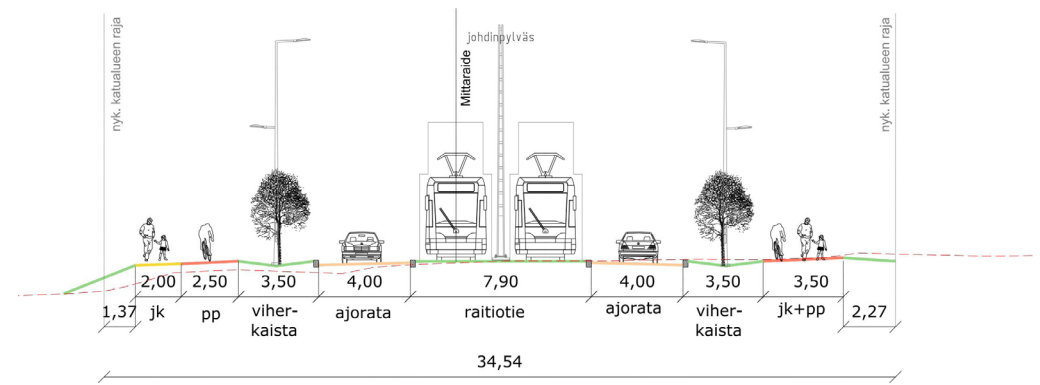 johdinpylväs
Mittaraide
nyk. katualueen raja
nyk. katualueen raja
2,00
2,50
3,50
4,00
7,90
4,00
3,50
3,50
1,37
jk
pp
viher-
kaista
ajorata
raitiotie
ajorata
viher-
kaista
jk+pp
2,27
34,54